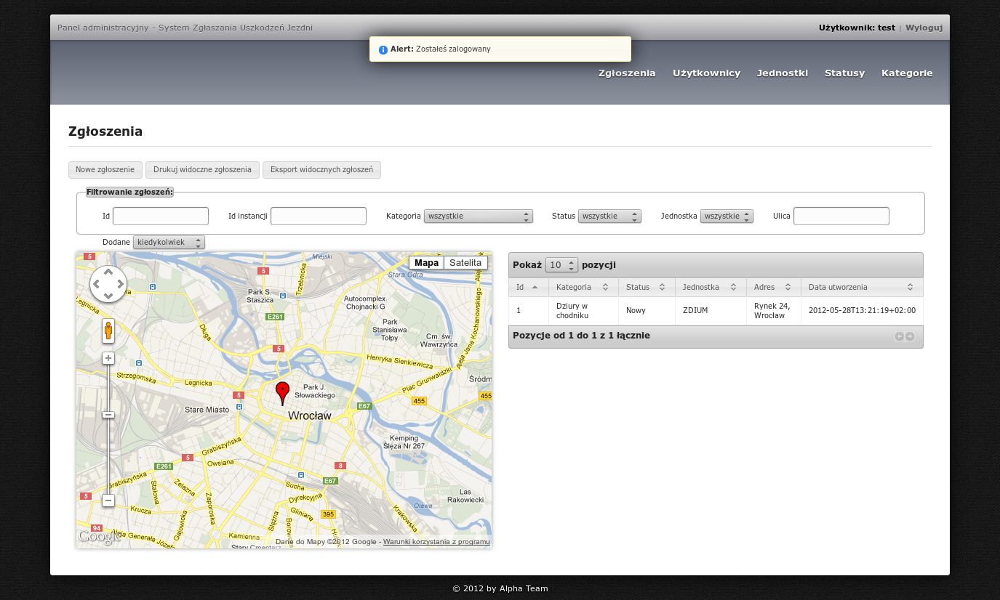 Panel administracyjny - System Zgłaszania Uszkodzeń Jezdni
Użytkownik: test | Wyloguj
Alert: Zostałeś zalogowany
Zgłoszenia Użytkownicy Jednostki Statusy Kategorie
Zgłoszenia
Nowe zgłoszenie Drukuj widoczne zgłoszenia Eksport widocznych zgłoszeń
Filtrowanie zgłoszeń:
Id Id instancji Kategoria wszystkie Status wszystkie Jednostka wszystkie Ulica
Dodane kiedykolwiek
Mapa Satelita
Miejski
Stara Odra
5
5
Trzebnicka
Park S.
Staszica
Autocomplex.
Chojnacki G
Legnicka
E261
Długa
Park
Stanisława
Tołpy
Cm. św.
Wawrzyńca
Aleja Jana Kochanowskiego
5
Henryka Sienkiewicza
Plac Grunwaldzki
Strzegomska
Legnicka
5
Park J.
Słowackiego
455
455
Stare Miasto
E67
Wrocław
Kemping
Ślęza Nr 267
Grabiszyńska
5
E261
Owsiana
8
Grabiszyńska
Stalowa
Żelazna
Zaporoska
E67
Sucha
Dyrekcyjna
5
Krucza
Gajowicka
Ślężna
Gliniana
395
Las
Rakowiecki
Oława
Krakowska
94
Aleja Generała Józef
Kamienna
Stary Cmentarz
Google
Dane do Mapy ©2012 Google - Warunki korzystania z programu
Pokaż 10 pozycji
Id Kategoria Status Jednostka Adres Data utworzenia
1 Dziury w chodniku Nowy ZDIUM Rynek 24, Wrocław 2012-05-28T13:21:19+02:00
Pozycje od 1 do 1 z 1 łącznie
© 2012 by Alpha Team